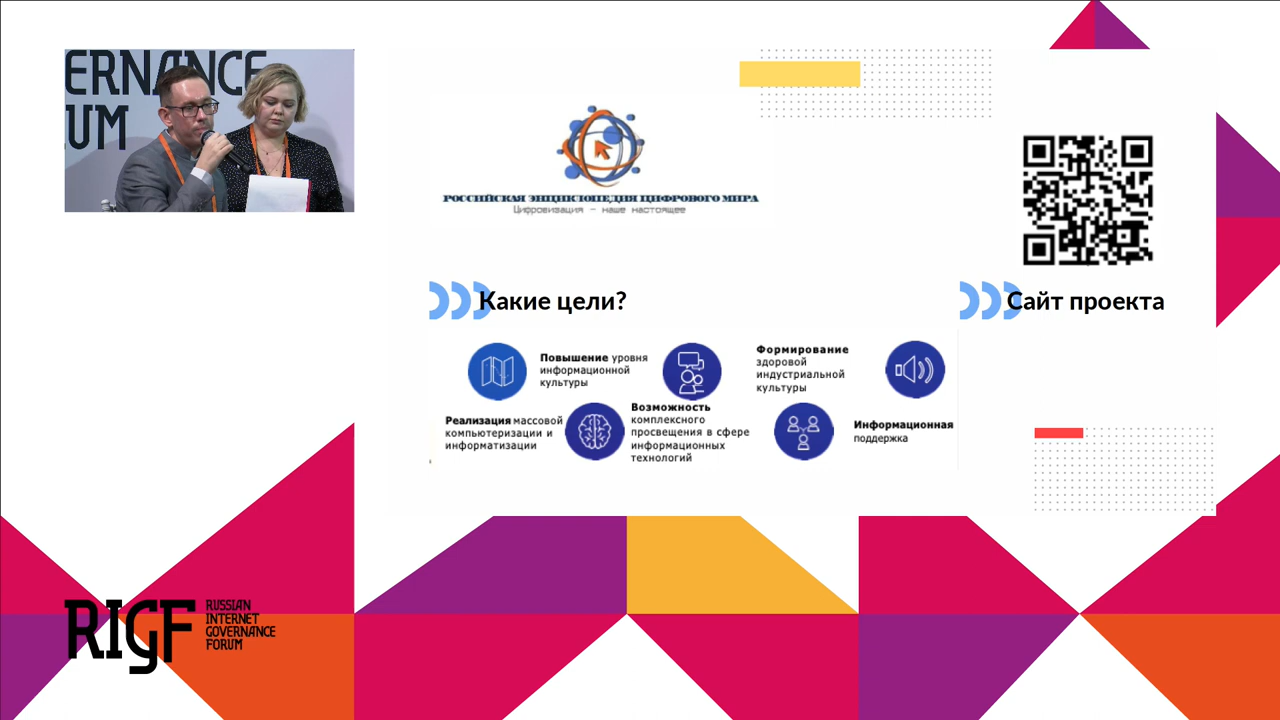 ERNANCE
UM
РОССИЙСКАЯ ЭНЦИКЛОПЕДИЯ ЦИФРОВОГО МИРА
Цифровизация – наше настоящее
Какие цели?
Сайт проекта
Повышение уровня
информационной
культуры
Формирование
здоровой
индустриальной
культуры
Реализация массовой
компьютеризации и
информатизации
Возможность
комплексного
просвещения в сфере
информационных
технологий
Информационная
поддержка
RIGF
RUSSIAN
INTERNET
GOVERNANCE
FORUM